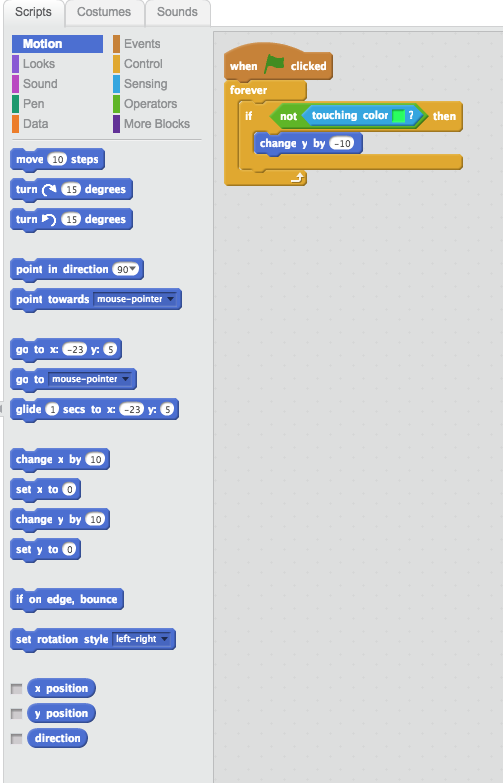 Scripts Costumes Sounds
Motion Events
Looks Control
Sound Sensing
Pen Operators
Data More Blocks
move 10 steps
turn 15 degrees
turn 15 degrees
point in direction 90
point towards mouse-pointer
go to x: -23 y: 5
go to mouse-pointer
glide 1 secs to x: -23 y: 5
change x by 10
set x to 0
change y by 10
set y to 0
if on edge, bounce
set rotation style left-right
x position
y position
direction
when clicked
forever
if not touching color ? then
change y by -10